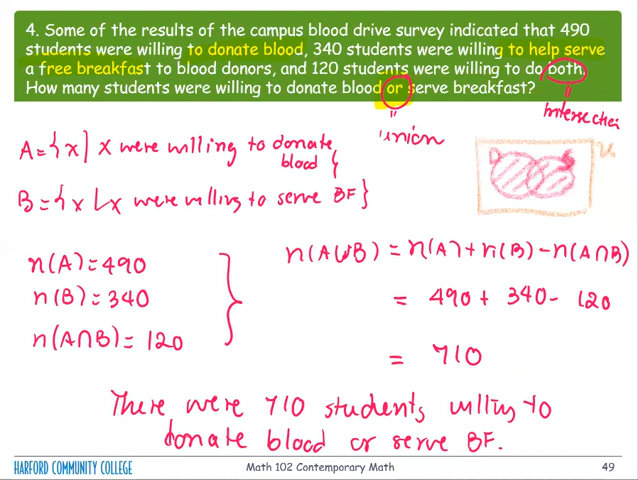 4. Some of the results of the campus blood drive survey indicated that 490
students were willing to donate blood, 340 students were willing to help serve
a free breakfast to blood donors, and 120 students were willing to do both.
How many students were willing to donate blood or serve breakfast?
union
A = {x | x were willing to donate
blood}
B = {x | x were willing to serve BF}
U
n(A) = 490
n(B) = 340
n(A∩B) = 120
n(A∪B) = n(A) + n(B) - n(A∩B)
= 490 + 340 - 120
= 710
There were 710 students willing to
donate blood or serve BF.
HARFORD COMMUNITY COLLEGE
Math 102 Contemporary Math
49